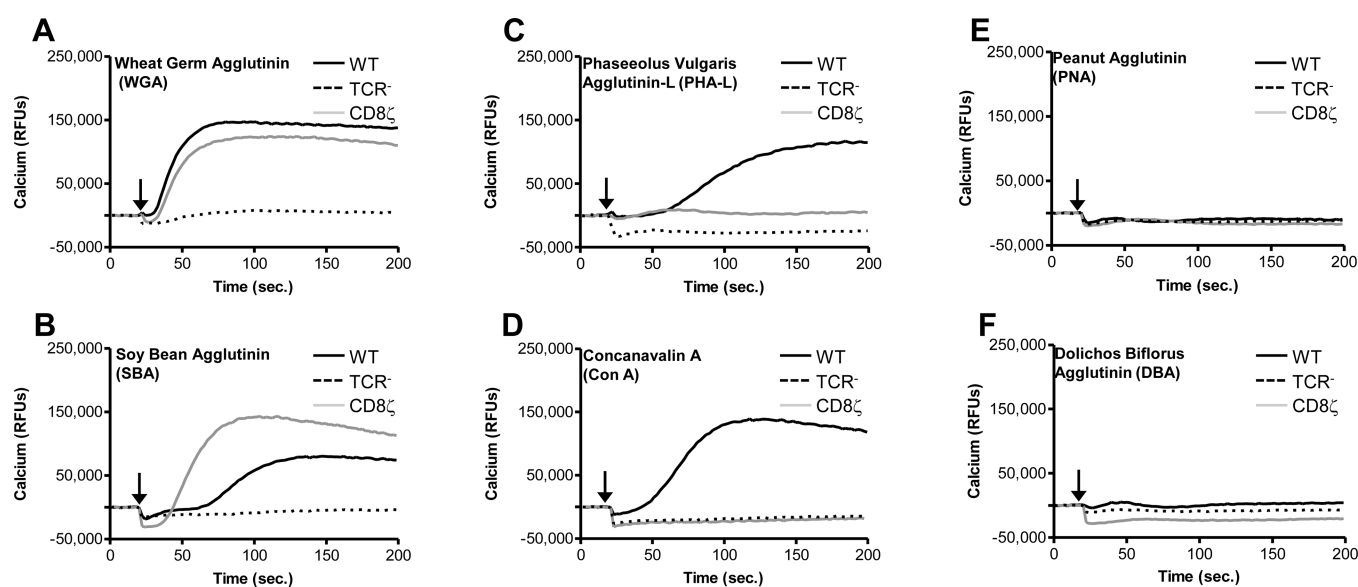 A
Wheat Germ Agglutinin
(WGA)
WT
TCR-
CD8ζ
250,000
150,000
50,000
-50,000
Calcium (RFUs)
0 50 100 150 200
Time (sec.)
C
Phaseeolus Vulgaris
Agglutinin-L (PHA-L)
WT
TCR-
CD8ζ
250,000
150,000
50,000
-50,000
Calcium (RFUs)
0 50 100 150 200
Time (sec.)
E
Peanut Agglutinin
(PNA)
WT
TCR-
CD8ζ
250,000
150,000
50,000
-50,000
Calcium (RFUs)
0 50 100 150 200
Time (sec.)
B
Soy Bean Agglutinin
(SBA)
WT
TCR-
CD8ζ
250,000
150,000
50,000
-50,000
Calcium (RFUs)
0 50 100 150 200
Time (sec.)
D
Concanavalin A
(Con A)
WT
TCR-
CD8ζ
250,000
150,000
50,000
-50,000
Calcium (RFUs)
0 50 100 150 200
Time (sec.)
F
Dolichos Biflorus
Agglutinin (DBA)
WT
TCR-
CD8ζ
250,000
150,000
50,000
-50,000
Calcium (RFUs)
0 50 100 150 200
Time (sec.)